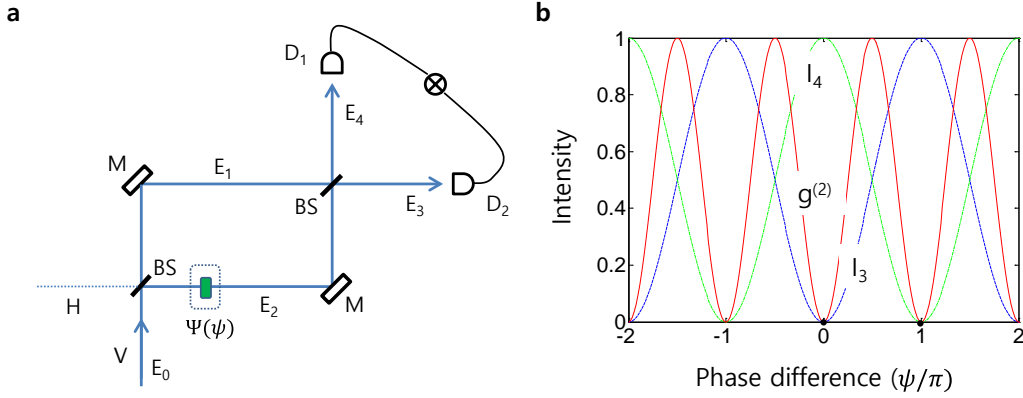 a
D₁
E₄
M
E₁
BS
E₃
D₂
BS
H
E₂
M
Ψ(ψ)
V
E₀
b
Intensity
1
0.8
0.6
0.4
0.2
0
I₄
g⁽²⁾
I₃
-2
-1
0
1
2
Phase difference (ψ/π)